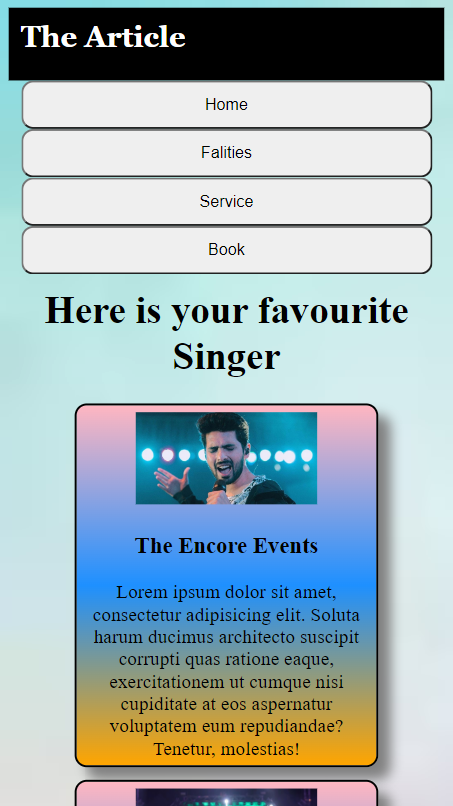 The Article
Home
Falities
Service
Book
Here is your favourite
Singer
The Encore Events
Lorem ipsum dolor sit amet,
consectetur adipisicing elit. Soluta
harum ducimus architecto suscipit
corrupti quas ratione eaque,
exercitationem ut cumque nisi
cupiditate at eos aspernatur
voluptatem eum repudiandae?
Tenetur, molestias!